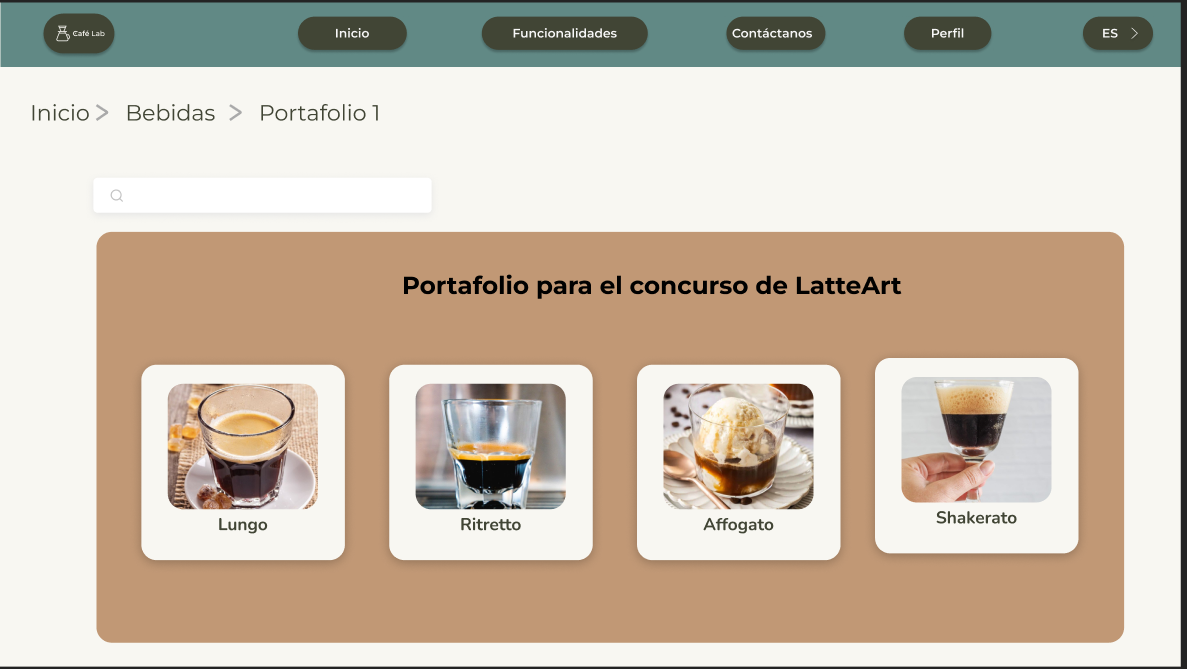 Café Lab
Inicio
Funcionalidades
Contáctanos
Perfil
ES
Inicio > Bebidas > Portafolio 1
Portafolio para el concurso de LatteArt
Lungo
Ritretto
Affogato
Shakerato